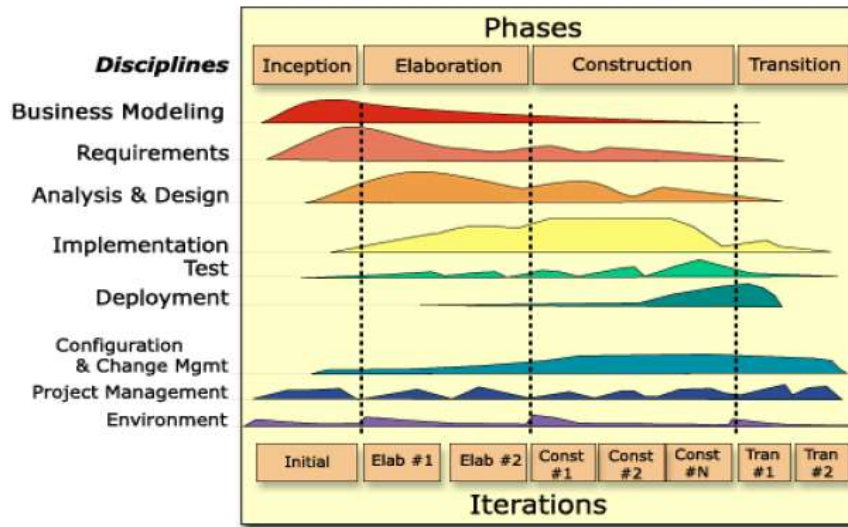 Phases
Disciplines
Inception
Elaboration
Construction
Transition
Business Modeling
Requirements
Analysis & Design
Implementation
Test
Deployment
Configuration
& Change Mgmt
Project Management
Environment
Initial
Elab #1
Elab #2
Const
#1
Const
#2
Const
#N
Tran
#1
Tran
#2
Iterations